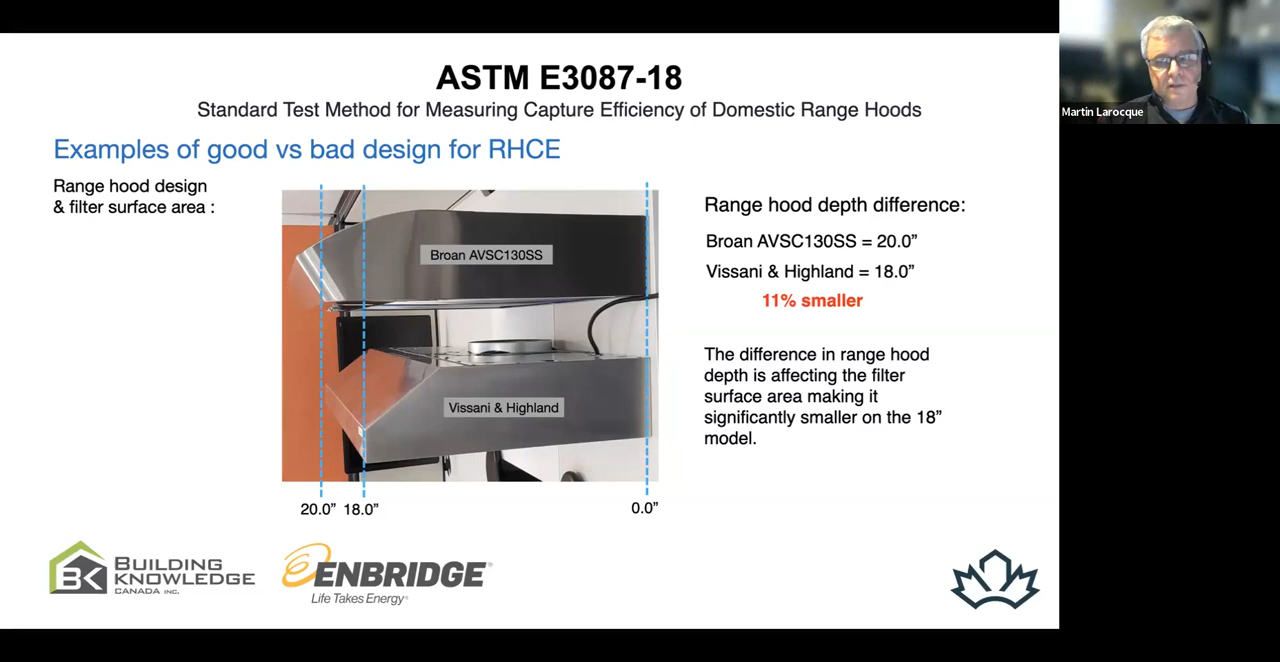 ASTM E3087-18
Standard Test Method for Measuring Capture Efficiency of Domestic Range Hoods
Examples of good vs bad design for RHCE
Range hood design
& filter surface area :
Broan AVSC130SS
Vissani & Highland
20.0”
18.0”
0.0”
Range hood depth difference:
Broan AVSC130SS = 20.0”
Vissani & Highland = 18.0”
11% smaller
The difference in range hood
depth is affecting the filter
surface area making it
significantly smaller on the 18”
model.
BK
BUILDING
KNOWLEDGE
CANADA INC.
ENBRIDGE®
Life Takes Energy®
Martin Larocque